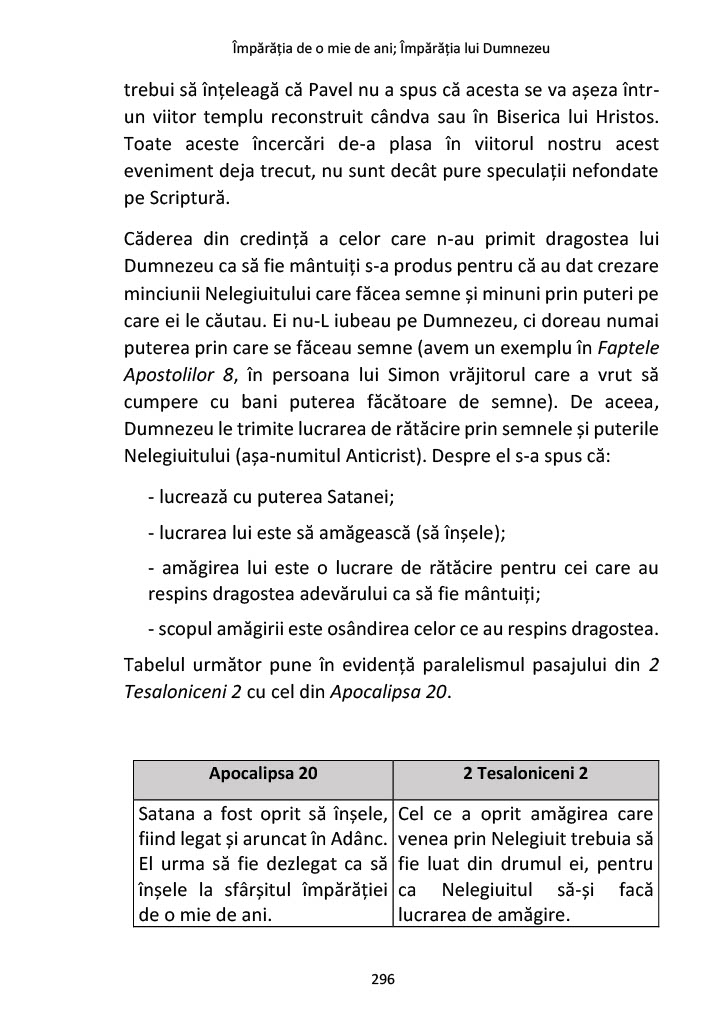 Împărăția de o mie de ani; Împărăția lui Dumnezeu
trebui să înțeleagă că Pavel nu a spus că acesta se va așeza într-
un viitor templu reconstruit cândva sau în Biserica lui Hristos.
Toate aceste încercări de-a plasa în viitorul nostru acest
eveniment deja trecut, nu sunt decât pure speculații nefondate
pe Scriptură.
Căderea din credință a celor care n-au primit dragostea lui
Dumnezeu ca să fie mântuiți s-a produs pentru că au dat crezare
minciunii Nelegiuitului care făcea semne și minuni prin puteri pe
care ei le căutau. Ei nu-L iubeau pe Dumnezeu, ci doreau numai
puterea prin care se făceau semne (avem un exemplu în Faptele
Apostolilor 8, în persoana lui Simon vrăjitorul care a vrut să
cumpere cu bani puterea făcătoare de semne). De aceea,
Dumnezeu le trimite lucrarea de rătăcire prin semnele și puterile
Nelegiuitului (așa-numitul Anticrist). Despre el s-a spus că:
- lucrează cu puterea Satanei;
- lucrarea lui este să amăgească (să înșele);
- amăgirea lui este o lucrare de rătăcire pentru cei care au
respins dragostea adevărului ca să fie mântuiți;
- scopul amăgirii este osândirea celor ce au respins dragostea.
Tabelul următor pune în evidență paralelismul pasajului din 2
Tesaloniceni 2 cu cel din Apocalipsa 20.
Apocalipsa 20
2 Tesaloniceni 2
Satana a fost oprit să înșele,
fiind legat și aruncat în Adânc.
El urma să fie dezlegat ca să
înșele la sfârșitul împărăției
de o mie de ani.
Cel ce a oprit amăgirea care
venea prin Nelegiuit trebuia să
fie luat din drumul ei, pentru
ca Nelegiuitul să-și facă
lucrarea de amăgire.
296